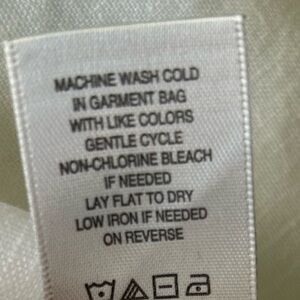 MACHINE WASH COLD
IN GARMENT BAG
WITH LIKE COLORS
GENTLE CYCLE
NON-CHLORINE BLEACH
IF NEEDED
LAY FLAT TO DRY
LOW IRON IF NEEDED
ON REVERSE